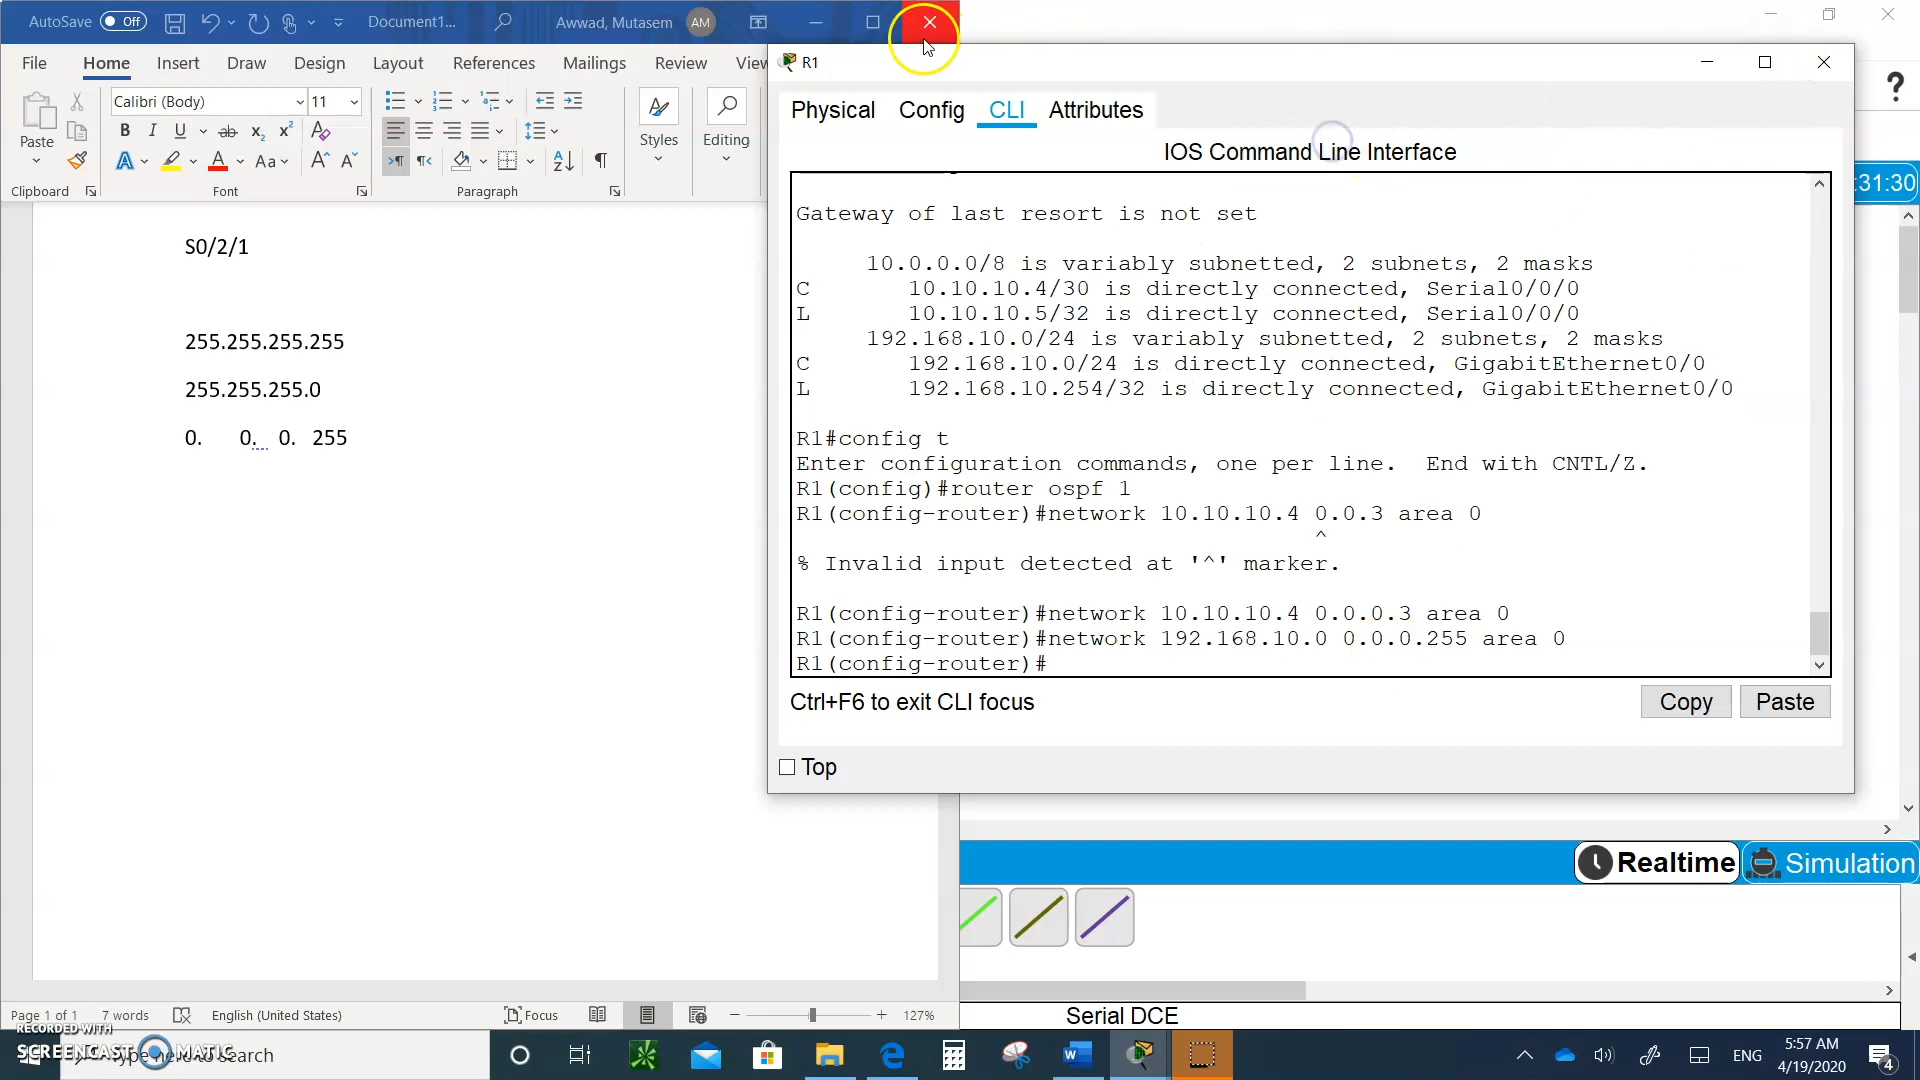 AutoSave Off Document1... Awwad, Mutasem AM
File Home Insert Draw Design Layout References Mailings Review View
Calibri (Body) 11
Paste
Styles
Editing
Clipboard
Font
Paragraph
S0/2/1
255.255.255.255
255.255.255.0
0. 0. 0. 255
Page 1 of 1 7 words English (United States) Focus 127%
R1
Physical Config CLI Attributes
IOS Command Line Interface
Gateway of last resort is not set
10.0.0.0/8 is variably subnetted, 2 subnets, 2 masks
C 10.10.10.4/30 is directly connected, Serial0/0/0
L 10.10.10.5/32 is directly connected, Serial0/0/0
192.168.10.0/24 is variably subnetted, 2 subnets, 2 masks
C 192.168.10.0/24 is directly connected, GigabitEthernet0/0
L 192.168.10.254/32 is directly connected, GigabitEthernet0/0
R1#config t
Enter configuration commands, one per line. End with CNTL/Z.
R1(config)#router ospf 1
R1(config-router)#network 10.10.10.4 0.0.3 area 0
^
% Invalid input detected at '^' marker.
R1(config-router)#network 10.10.10.4 0.0.0.3 area 0
R1(config-router)#network 192.168.10.0 0.0.0.255 area 0
R1(config-router)#
Ctrl+F6 to exit CLI focus
Copy Paste
Top
?
:31:30
Realtime Simulation
Serial DCE
RECORDED WITH
SCREENCAST MATIC
Type here to search
ENG
5:57 AM
4/19/2020
4